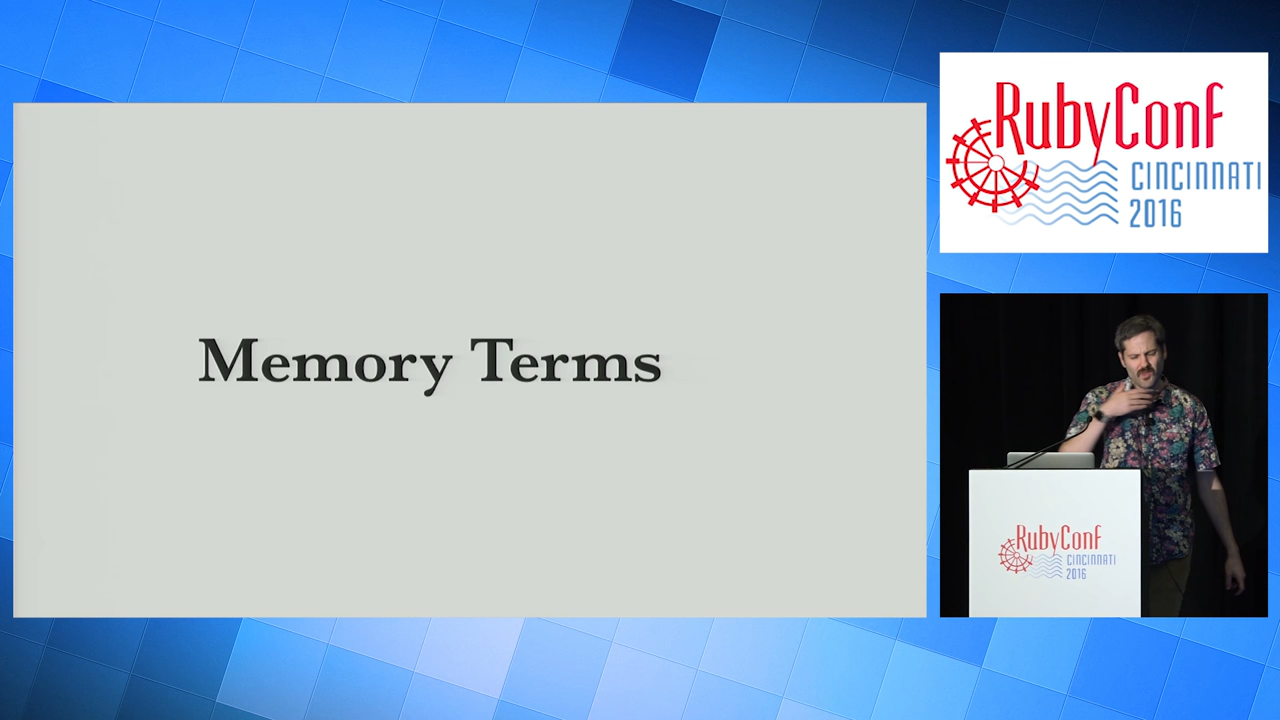 Memory Terms
RubyConf
CINCINNATI
2016
RubyConf
CINCINNATI
2016